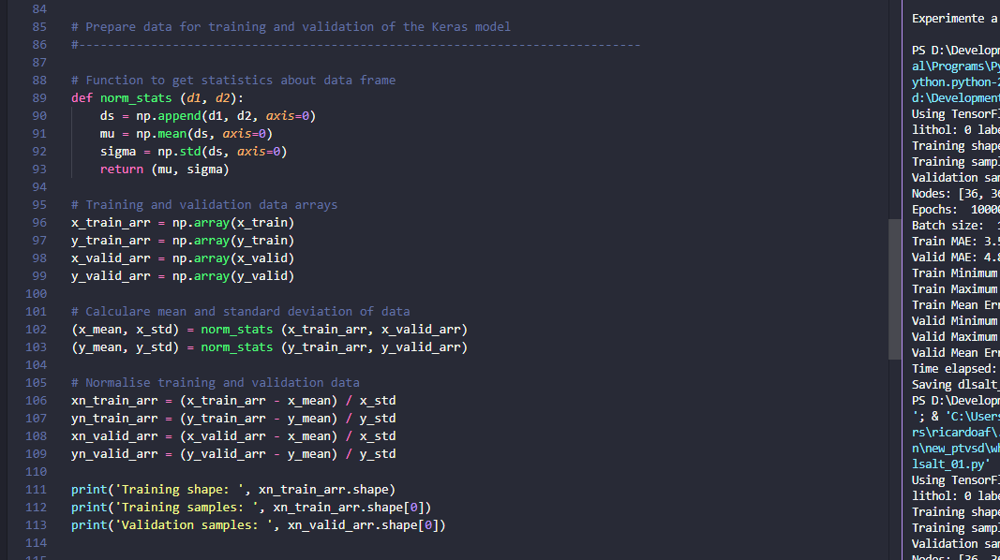 84
85 # Prepare data for training and validation of the Keras model
86 #------------------------------------------------------------------------------
87
88 # Function to get statistics about data frame
89 def norm_stats (d1, d2):
90 ds = np.append(d1, d2, axis=0)
91 mu = np.mean(ds, axis=0)
92 sigma = np.std(ds, axis=0)
93 return (mu, sigma)
94
95 # Training and validation data arrays
96 x_train_arr = np.array(x_train)
97 y_train_arr = np.array(y_train)
98 x_valid_arr = np.array(x_valid)
99 y_valid_arr = np.array(y_valid)
100
101 # Calculare mean and standard deviation of data
102 (x_mean, x_std) = norm_stats (x_train_arr, x_valid_arr)
103 (y_mean, y_std) = norm_stats (y_train_arr, y_valid_arr)
104
105 # Normalise training and validation data
106 xn_train_arr = (x_train_arr - x_mean) / x_std
107 yn_train_arr = (y_train_arr - y_mean) / y_std
108 xn_valid_arr = (x_valid_arr - x_mean) / x_std
109 yn_valid_arr = (y_valid_arr - y_mean) / y_std
110
111 print('Training shape: ', xn_train_arr.shape)
112 print('Training samples: ', xn_train_arr.shape[0])
113 print('Validation samples: ', xn_valid_arr.shape[0])
114
Experimente a
PS D:\Develop
al\Programs\Py
ython.python-2
d:\Development
Using TensorFl
lithol: 0 labe
Training shape
Training sampl
Validation sam
Nodes: [36, 36
Epochs: 10000
Batch size: 1
Train MAE: 3.5
Valid MAE: 4.8
Train Minimum
Train Maximum
Train Mean Err
Valid Minimum
Valid Maximum
Valid Mean Err
Time elapsed:
Saving dlsalt_
PS D:\Develop
'; & 'C:\Users
rs\ricardoaf\.
n\new_ptvsd\wh
lsalt_01.py'
Using TensorFl
lithol: 0 labe
Training shape
Training sampl
Validation sam